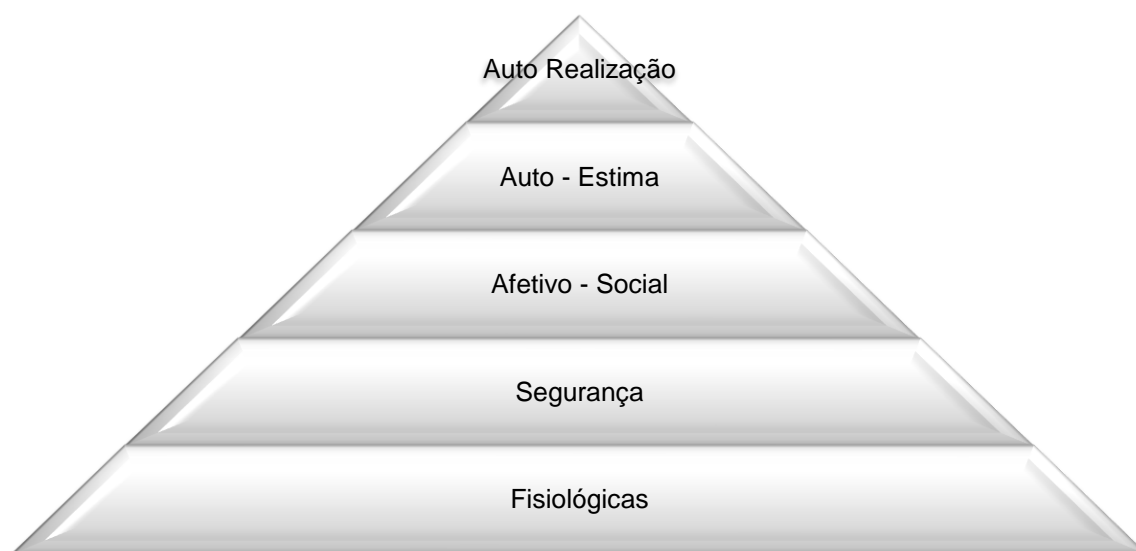 Auto Realização
Auto - Estima
Afetivo - Social
Segurança
Fisiológicas